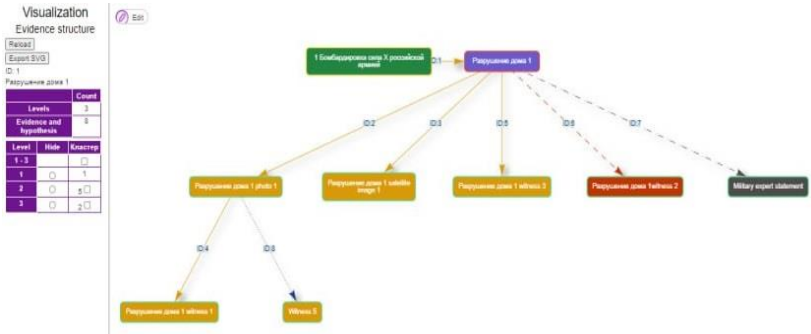 Visualization
Evidence structure
Reload
Export SVG
ID: 1
Разрушение дома 1
Count
Levels 3
Evidence and hypothesis 8
Level Hide Кластер
1 - 3
1 1
2 5
3 2
Edit
1 Бомбардировка села X российской
армией
ID:1
Разрушение дома 1
ID:2
ID:3
ID:5
ID:6
ID:7
Разрушение дома 1 photo 1
Разрушение дома 1 satelite
image 1
Разрушение дома 1 witness 3
Разрушение дома 1witness 2
Military expert statement
ID:4
ID:8
Разрушение дома 1 witness 1
Witness 5